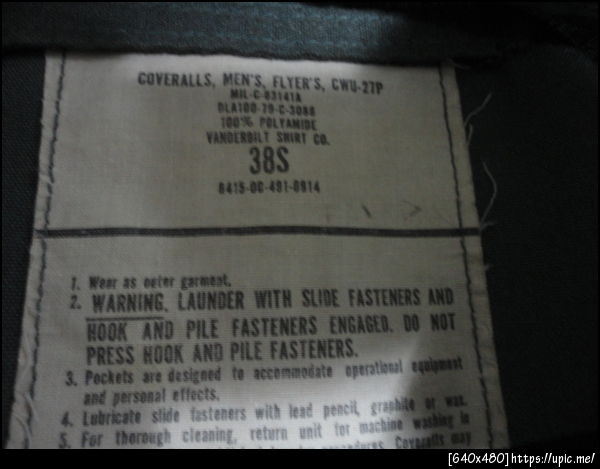 COVERALLS, MEN'S, FLYER'S, CWU-27P
MIL-C-83141A
DLA100-79-C-3088
100% POLYAMIDE
VANDERBILT SHIRT CO.
38S
8415-00-491-0914
1. Wear as outer garment.
2. WARNING. LAUNDER WITH SLIDE FASTENERS AND
HOOK AND PILE FASTENERS ENGAGED. DO NOT
PRESS HOOK AND PILE FASTENERS.
3. Pockets are designed to accommodate operational equipment
and personal effects.
4. Lubricate slide fasteners with lead pencil, graphite or wax.
5. For thorough cleaning, return unit for machine washing in
procedures. Coveralls may
[640x480]https://upic.me/